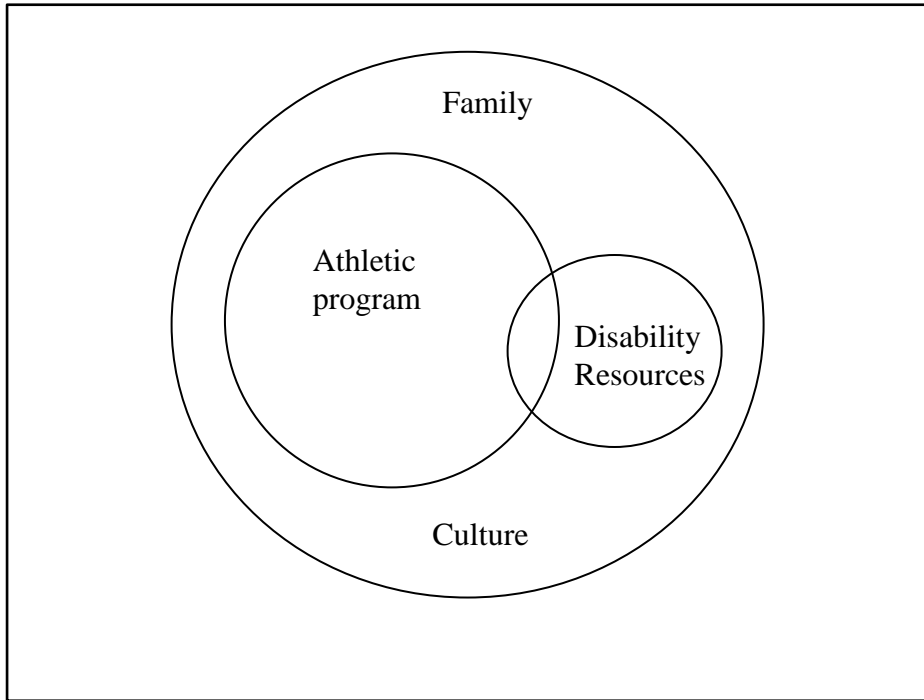 Family
Athletic
program
Disability
Resources
Culture